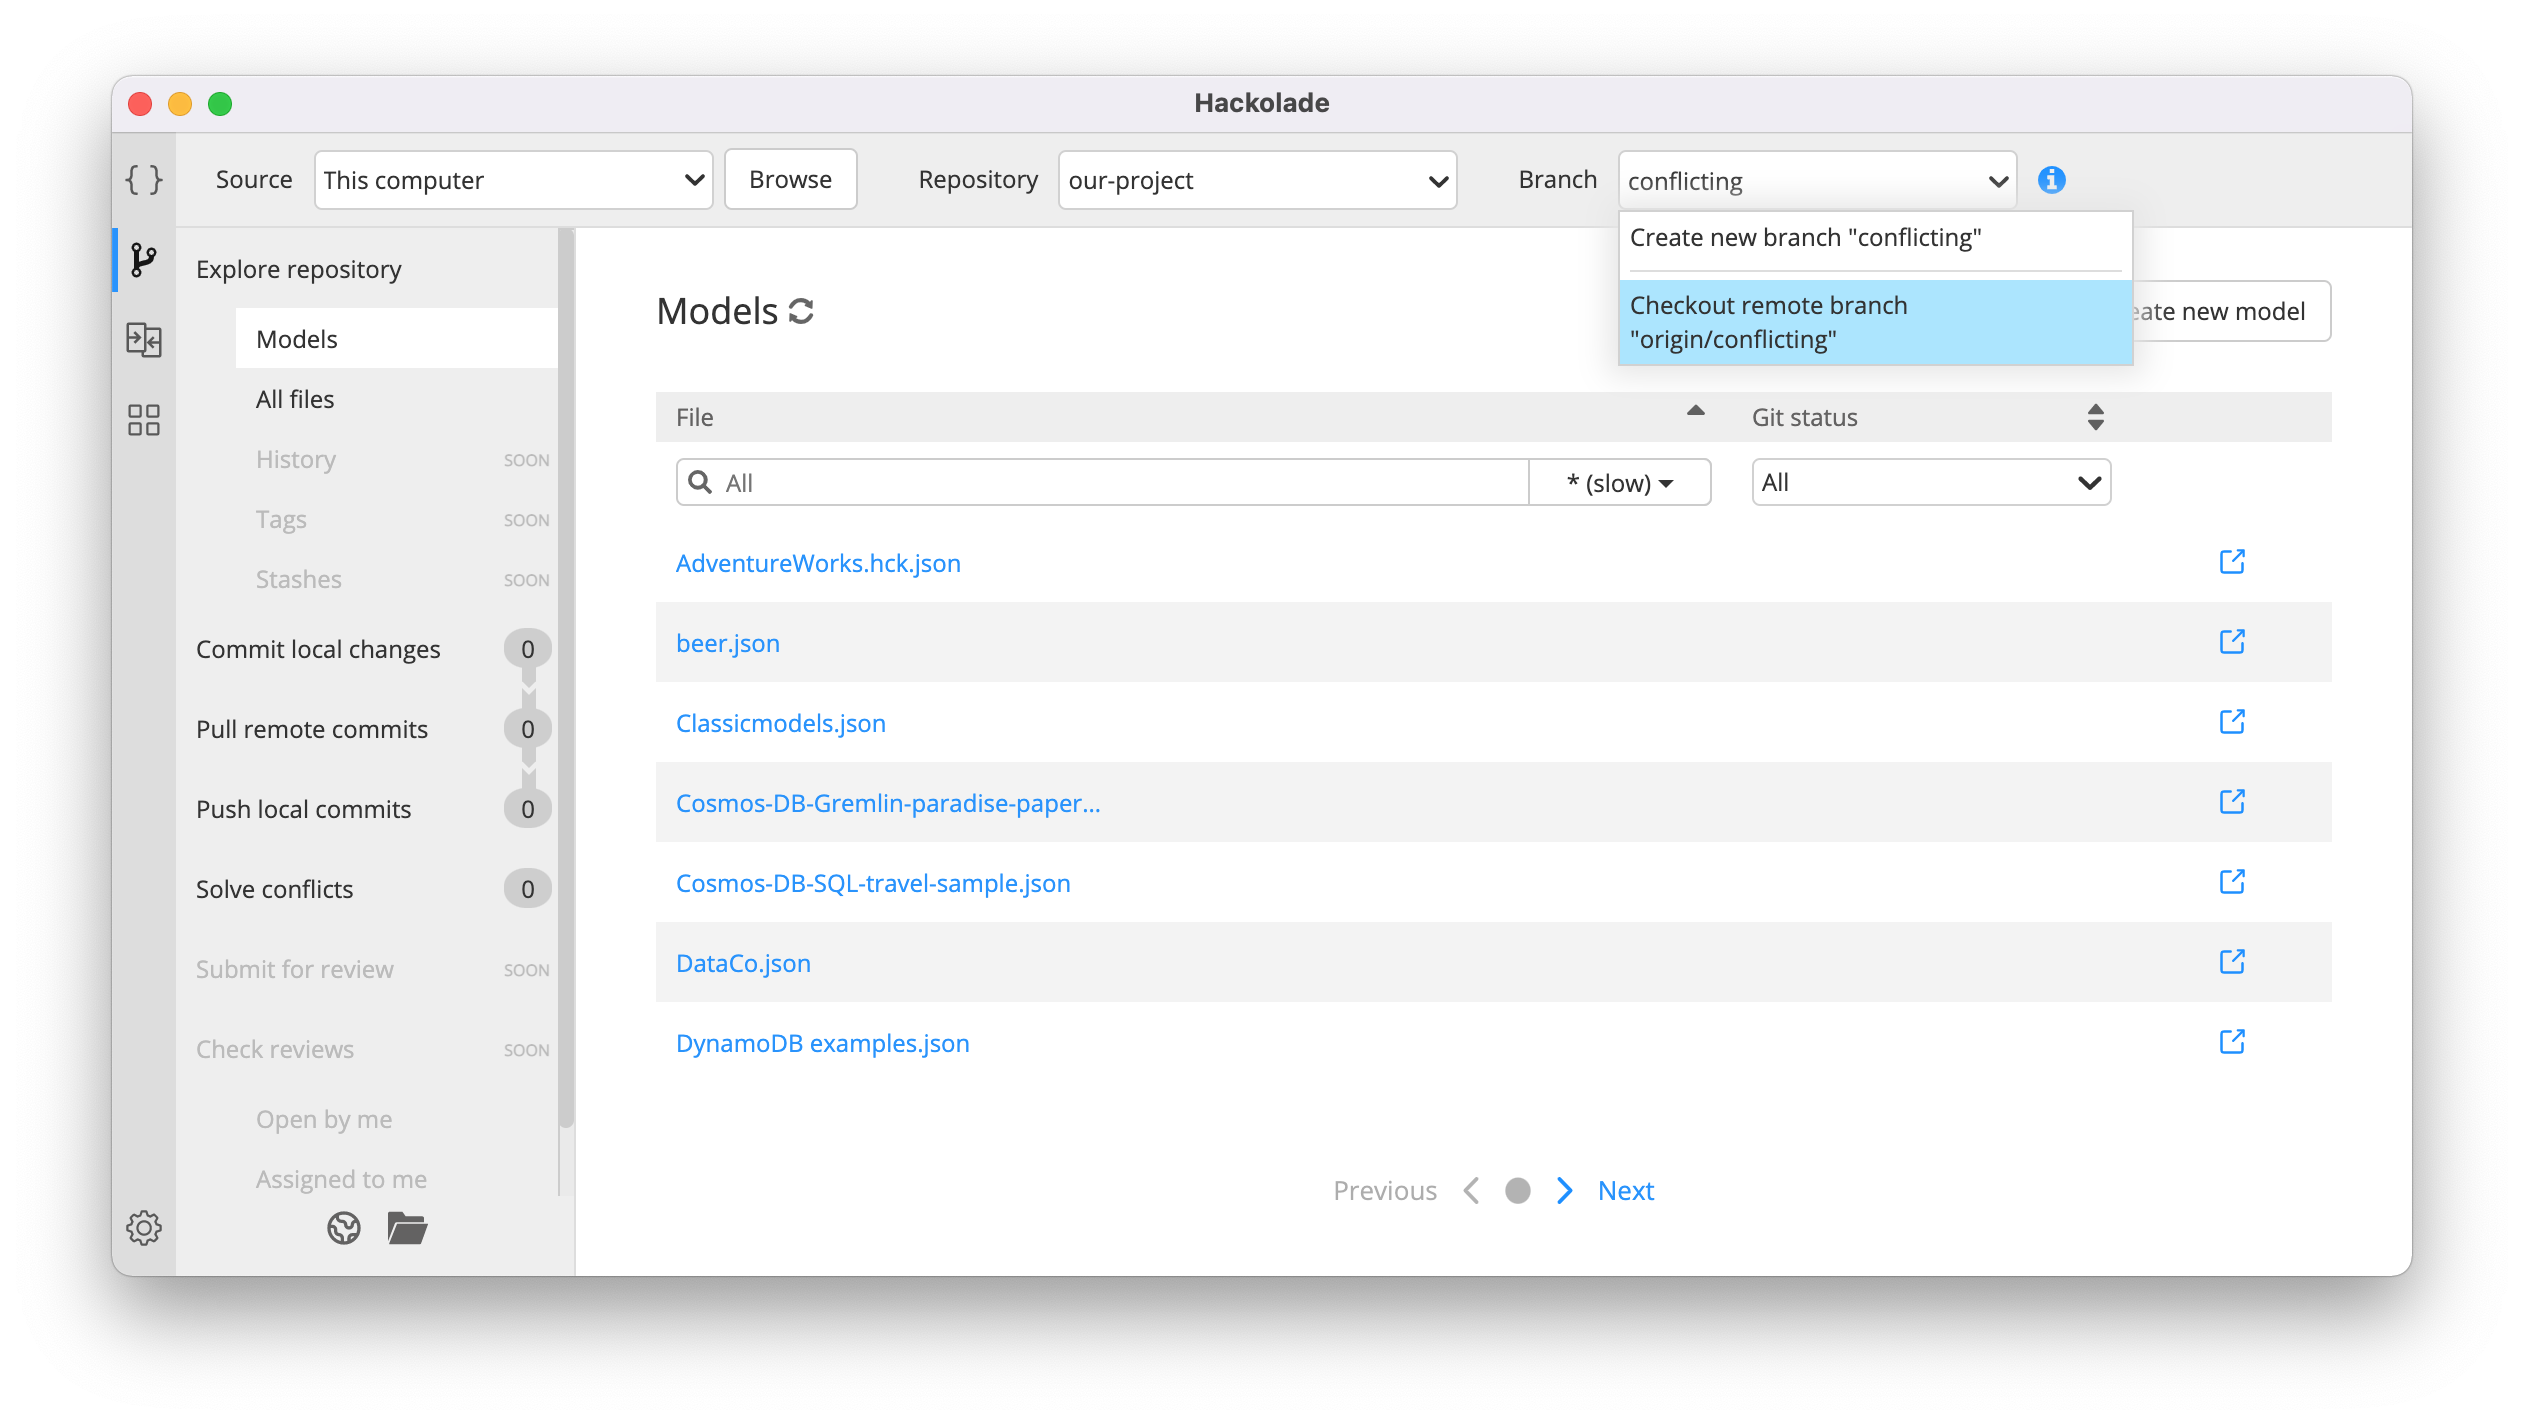 Hackolade
{ }
Source This computer Browse Repository our-project Branch conflicting
Create new branch "conflicting"
Checkout remote branch
"origin/conflicting"
Explore repository
Models
All files
History SOON
Tags SOON
Stashes SOON
Commit local changes 0
Pull remote commits 0
Push local commits 0
Solve conflicts 0
Submit for review SOON
Check reviews SOON
Open by me
Assigned to me
Models
new model
File Git status
All * (slow) All
AdventureWorks.hck.json
beer.json
Classicmodels.json
Cosmos-DB-Gremlin-paradise-paper...
Cosmos-DB-SQL-travel-sample.json
DataCo.json
DynamoDB examples.json
Previous Next